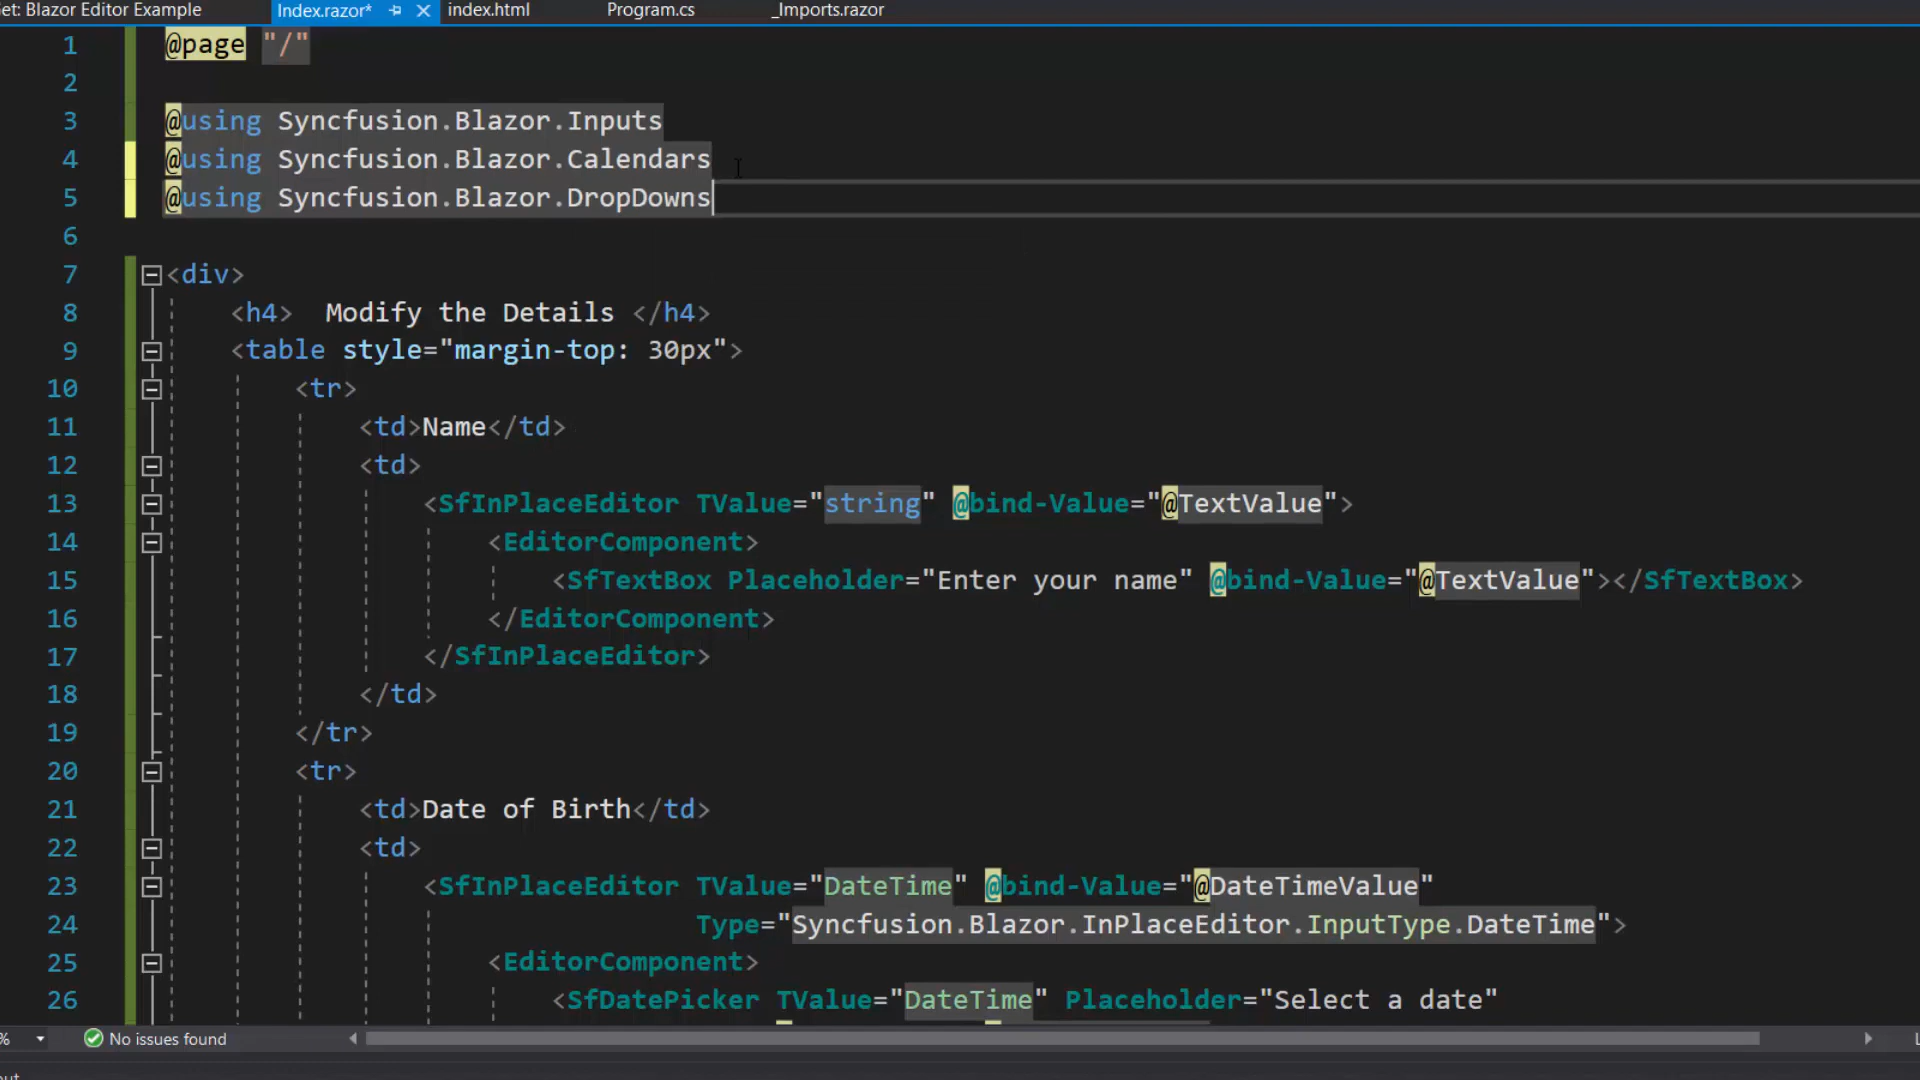 et: Blazor Editor Example Index.razor* index.html Program.cs _Imports.razor
1 @page "/"
2
3 @using Syncfusion.Blazor.Inputs
4 @using Syncfusion.Blazor.Calendars
5 @using Syncfusion.Blazor.DropDowns
6
7 <div>
8 <h4> Modify the Details </h4>
9 <table style="margin-top: 30px">
10 <tr>
11 <td>Name</td>
12 <td>
13 <SfInPlaceEditor TValue="string" @bind-Value="@TextValue">
14 <EditorComponent>
15 <SfTextBox Placeholder="Enter your name" @bind-Value="@TextValue"></SfTextBox>
16 </EditorComponent>
17 </SfInPlaceEditor>
18 </td>
19 </tr>
20 <tr>
21 <td>Date of Birth</td>
22 <td>
23 <SfInPlaceEditor TValue="DateTime" @bind-Value="@DateTimeValue"
24 Type="Syncfusion.Blazor.InPlaceEditor.InputType.DateTime">
25 <EditorComponent>
26 <SfDatePicker TValue="DateTime" Placeholder="Select a date"
% No issues found